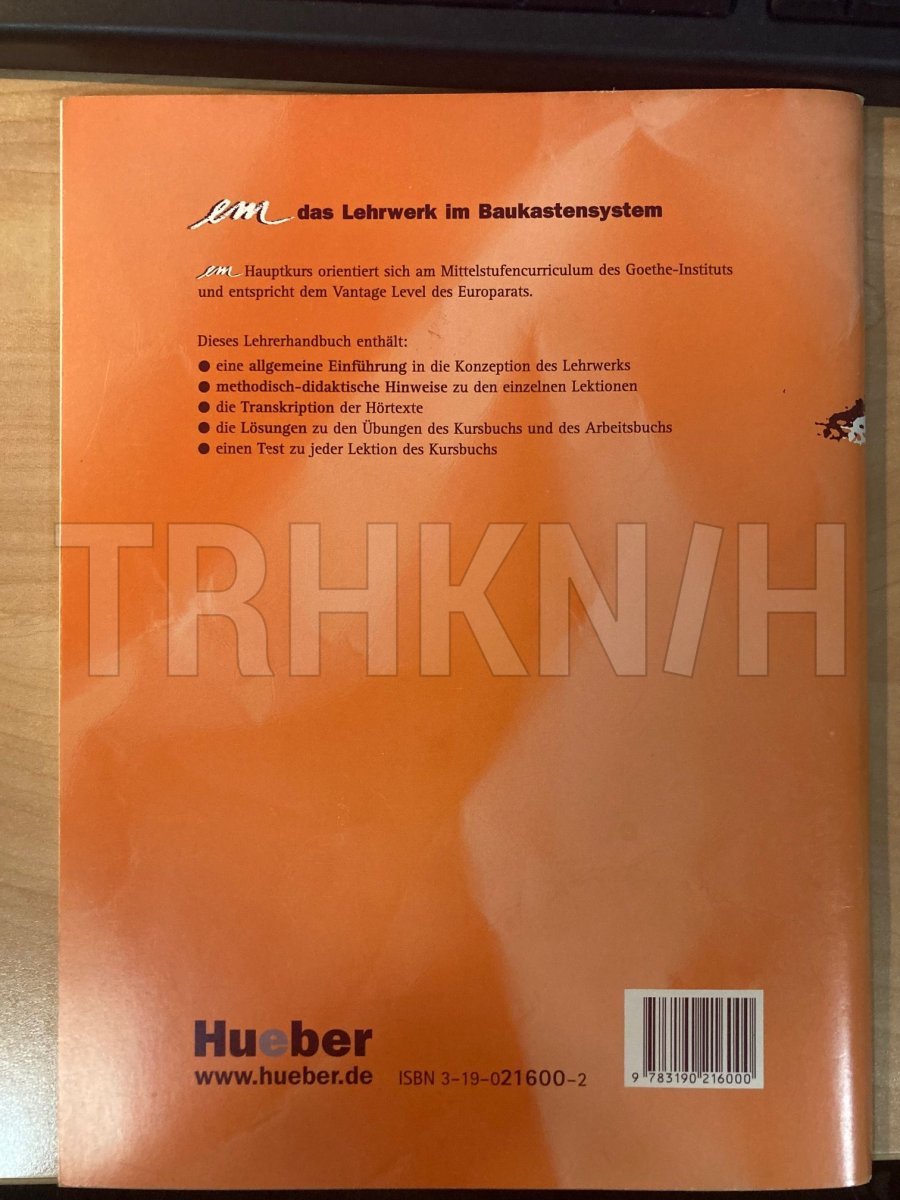 em das Lehrwerk im Baukastensystem
em Hauptkurs orientiert sich am Mittelstufencurriculum des Goethe-Instituts
und entspricht dem Vantage Level des Europarats.
Dieses Lehrerhandbuch enthält:
● eine allgemeine Einführung in die Konzeption des Lehrwerks
● methodisch-didaktische Hinweise zu den einzelnen Lektionen
● die Transkription der Hörtexte
● die Lösungen zu den Übungen des Kursbuchs und des Arbeitsbuchs
● einen Test zu jeder Lektion des Kursbuchs
TRHKN/H
Hueber
www.hueber.de ISBN 3-19-021600-2
9 783190 216000